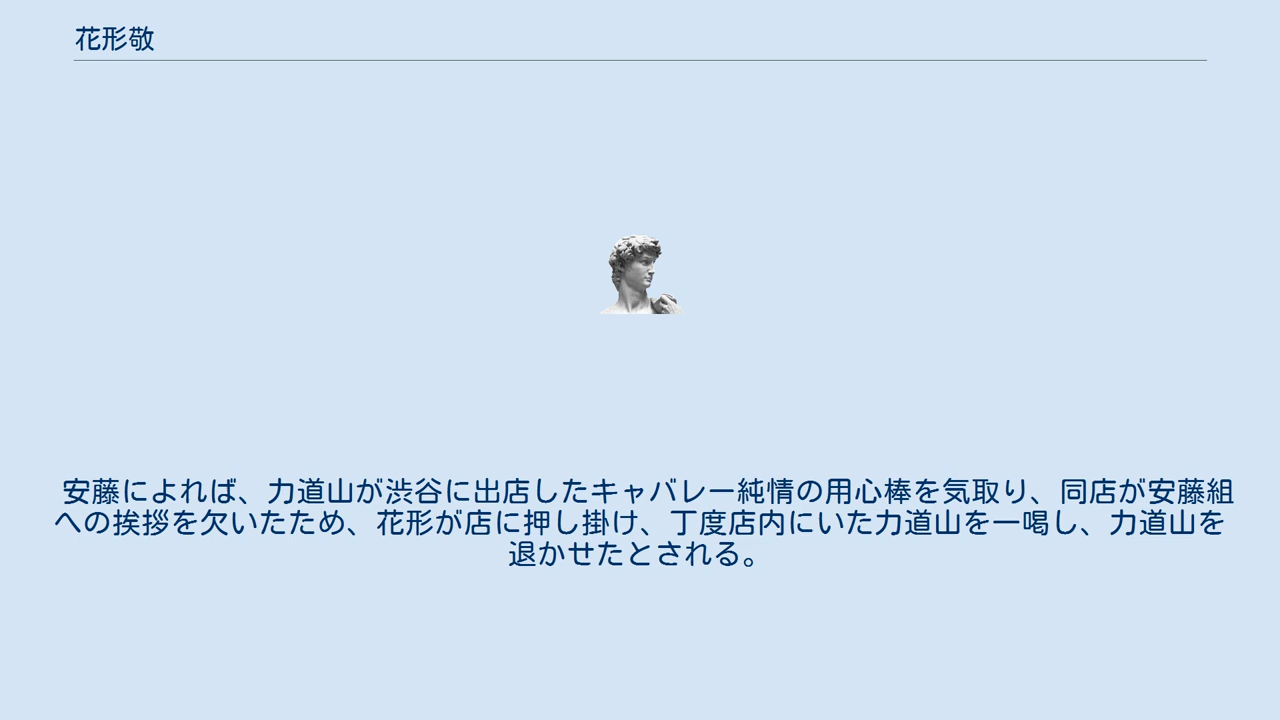 花形敬
安藤によれば、力道山が渋谷に出店したキャバレー純情の用心棒を気取り、同店が安藤組
への挨拶を欠いたため、花形が店に押し掛け、丁度店内にいた力道山を一喝し、力道山を
退かせたとされる。